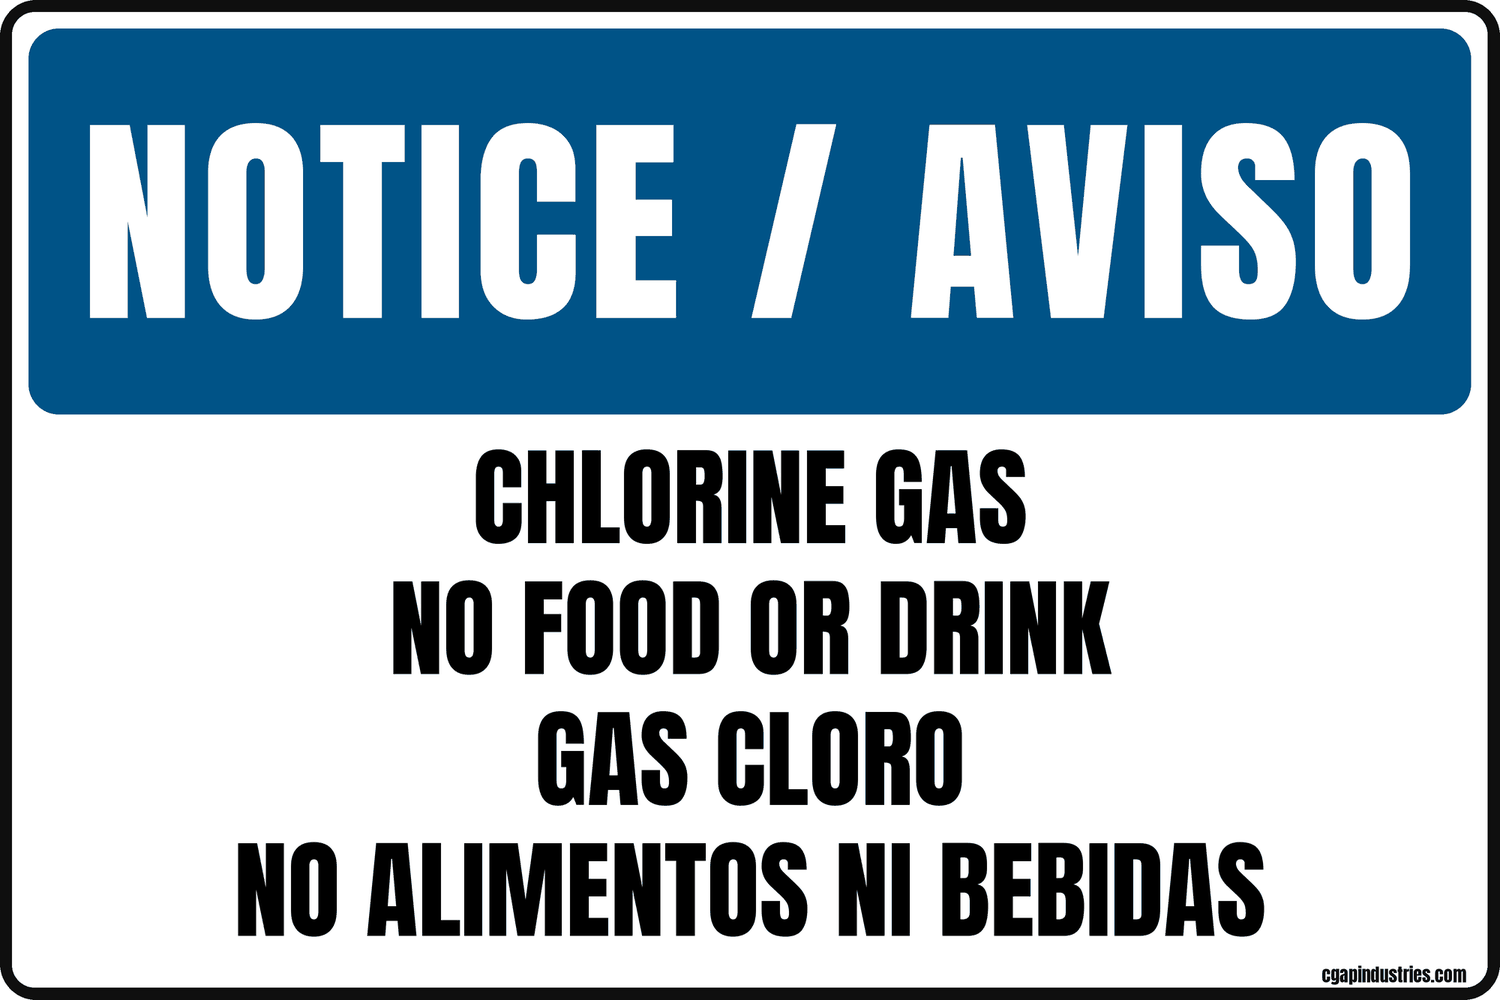 NOTICE / AVISO
CHLORINE GAS
NO FOOD OR DRINK
GAS CLORO
NO ALIMENTOS NI BEBIDAS
cgapindustries.com